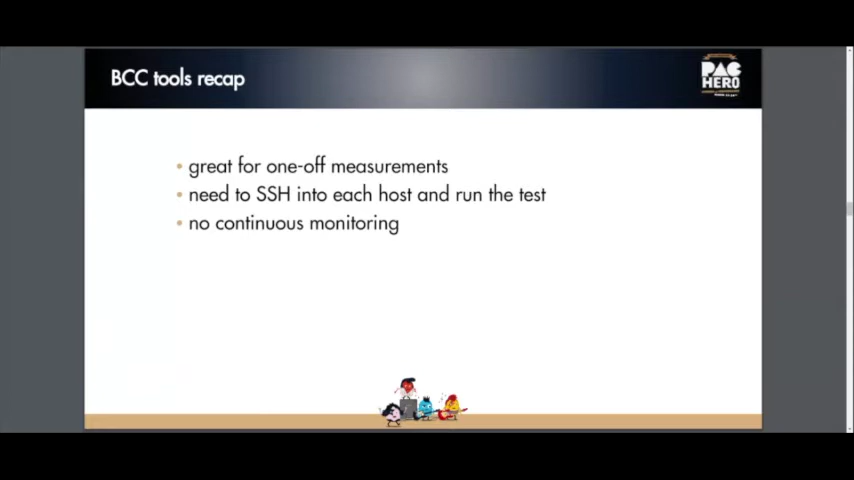 BCC tools recap
PAC
HERO
• great for one-off measurements
• need to SSH into each host and run the test
• no continuous monitoring